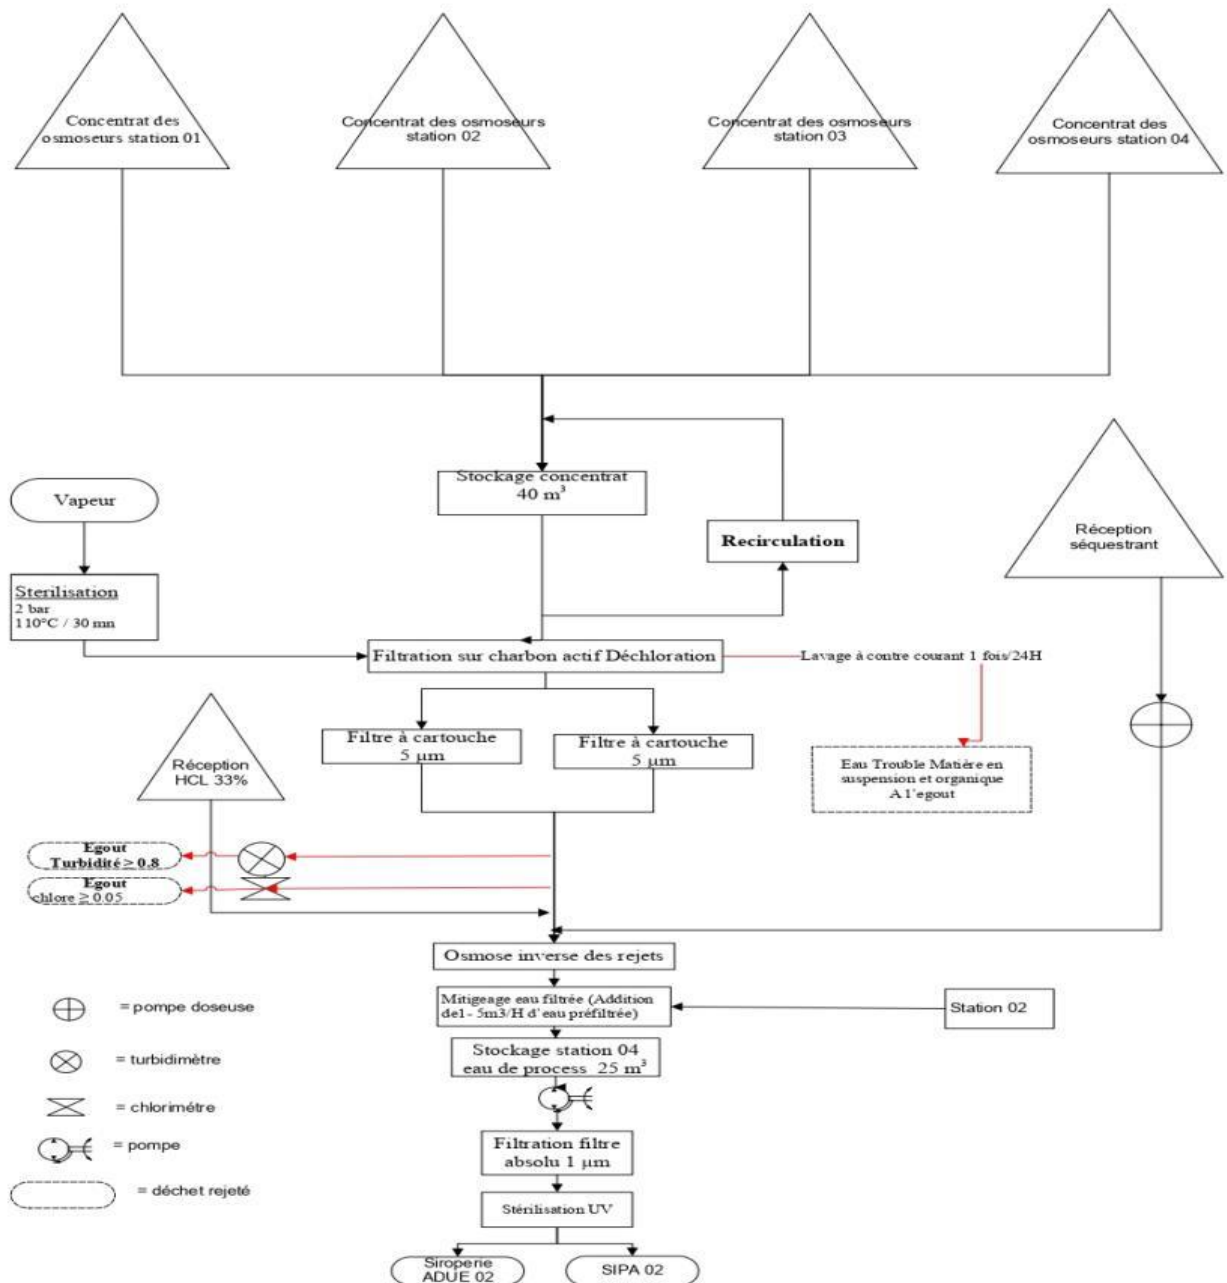 Concentrat des
osmoseurs station 01
Concentrat des osmoseurs
station 02
Concentrat des osmoseurs
station 03
Concentrat des
osmoseurs station 04
Stockage concentrat
40 m³
Vapeur
Recirculation
Réception
séquestrant
Stérilisation
2 bar
110°C / 30 mn
Filtration sur charbon actif Déchloration
Lavage à contre courant 1 fois/24H
Filtre à cartouche
5 µm
Filtre à cartouche
5 µm
Réception
HCL 33%
Eau Trouble Matière en
suspension et organique
A l'egout
Egout
Turbidité ≥ 0.8
Egout
chlore ≥ 0.05
Osmose inverse des rejets
Mitigeage eau filtrée (Addition
de1 - 5m3/H d'eau préfiltrée)
Station 02
= pompe doseuse
Stockage station 04
eau de process 25 m³
= turbidimètre
= chlorimétre
= pompe
Filtration filtre
absolu 1 µm
= déchet rejeté
Stérilisation UV
Siroperie
ADUE 02
SIPA 02